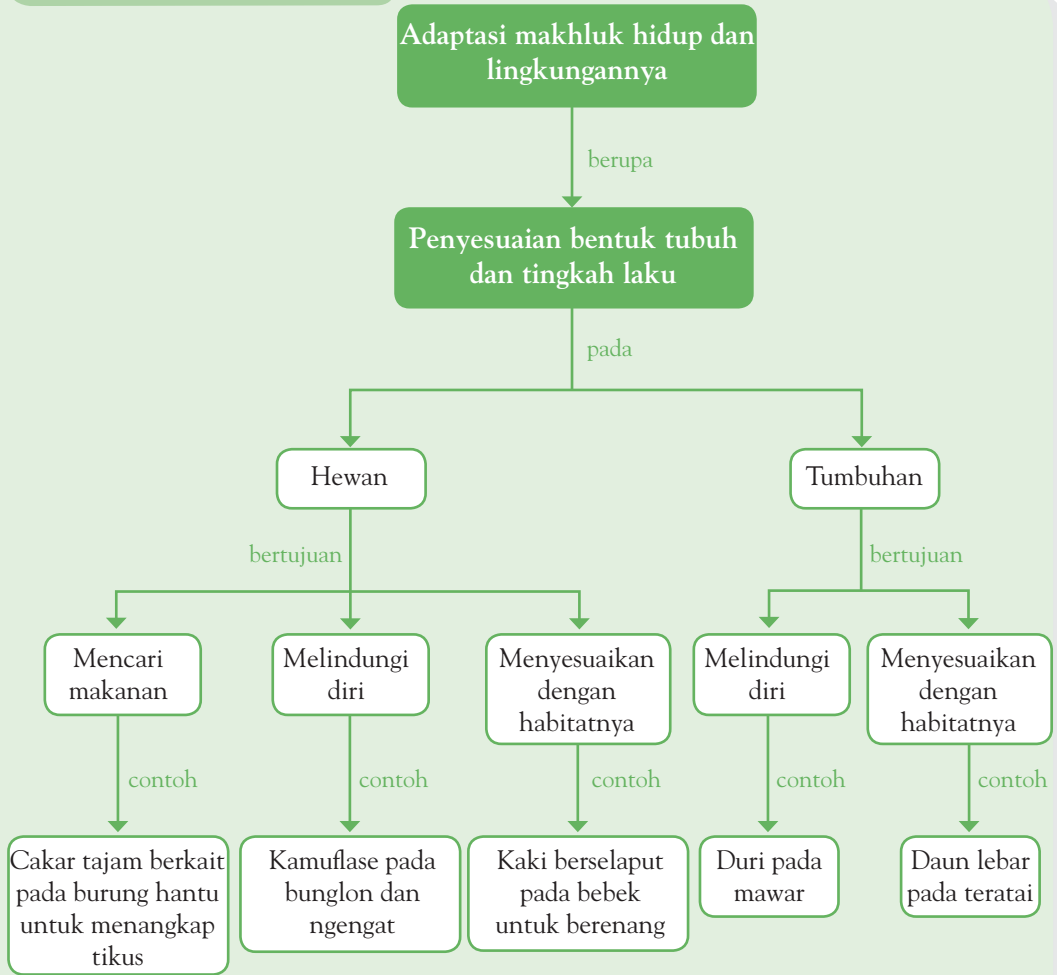 Adaptasi makhluk hidup dan
lingkungannya
berupa
Penyesuaian bentuk tubuh
dan tingkah laku
pada
Hewan
Tumbuhan
bertujuan
bertujuan
Mencari
makanan
Melindungi
diri
Menyesuaikan
dengan
habitatnya
Melindungi
diri
Menyesuaikan
dengan
habitatnya
contoh
contoh
contoh
contoh
contoh
Cakar tajam berkait
pada burung hantu
untuk menangkap
tikus
Kamuflase pada
bunglon dan
ngengat
Kaki berselaput
pada bebek
untuk berenang
Duri pada
mawar
Daun lebar
pada teratai